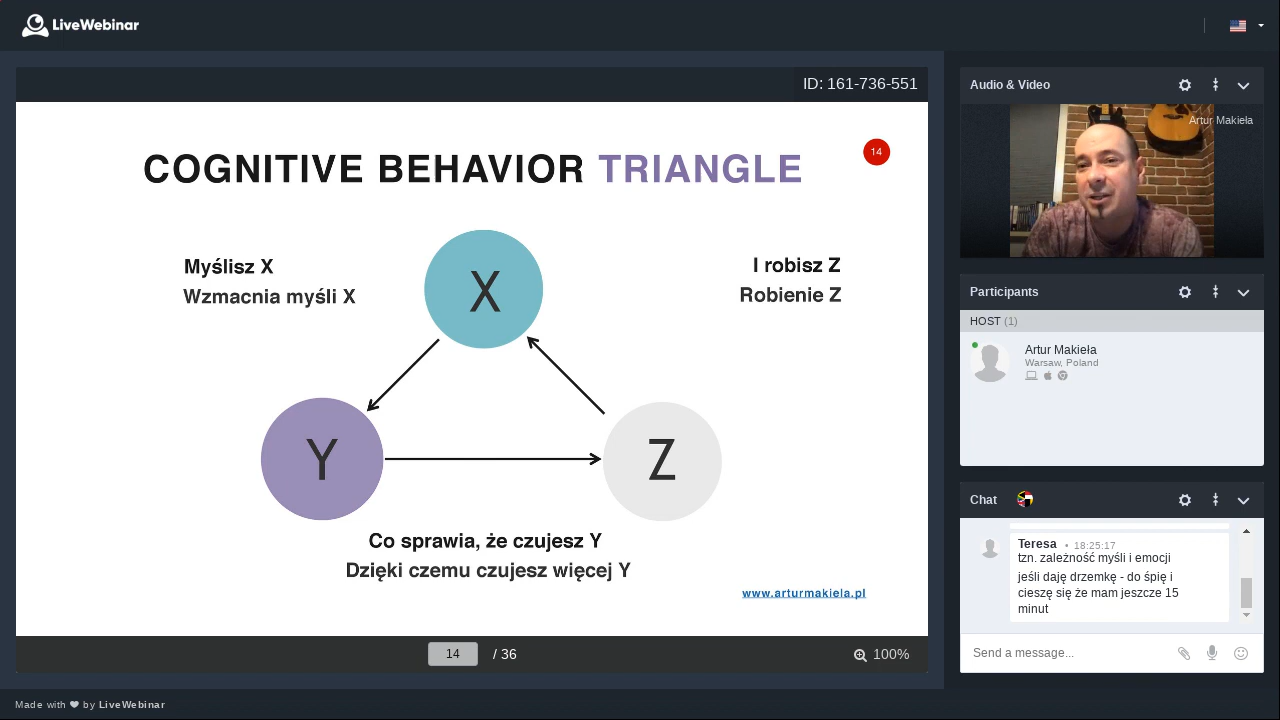 LiveWebinar
ID: 161-736-551
COGNITIVE BEHAVIOR TRIANGLE
14
Myślisz X
Wzmacnia myśli X
X
I robisz Z
Robienie Z
Y
Z
Co sprawia, że czujesz Y
Dzięki czemu czujesz więcej Y
www.arturmakiela.pl
14 / 36
100%
Audio & Video
Artur Makieła
Participants
HOST (1)
Artur Makieła
Warsaw, Poland
Chat
Teresa • 18:25:17
tzn. zależność myśli i emocji
jeśli daję drzemkę - do śpię i
cieszę się że mam jeszcze 15
minut
Send a message...
Made with by LiveWebinar